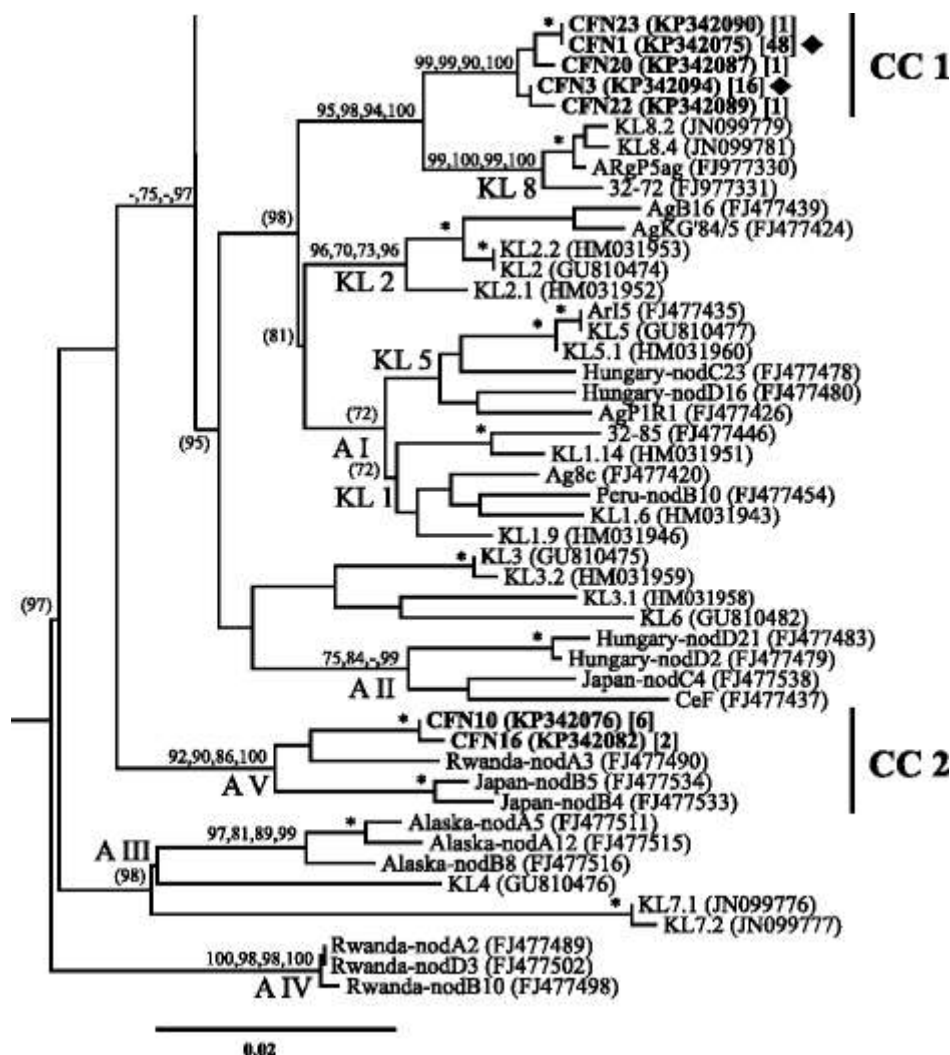 * CFN23 (KP342090) [1]
CFN1 (KP342075) [48] ◆
99,99,90,100
CFN20 (KP342087) [1]
CC 1
CFN3 (KP342094) [16] ◆
95,98,94,100
CFN22 (KP342089) [1]
KL8.2 (JN099779)
*
KL8.4 (JN099781)
99,100,99,100
ARgP5ag (FJ977330)
KL 8
32-72 (FJ977331)
-,75,-,97
(98)
AgB16 (FJ477439)
*
AgKG'84/5 (FJ477424)
96,70,73,96
* KL2.2 (HM031953)
KL2 (GU810474)
KL 2
KL2.1 (HM031952)
* ArI5 (FJ477435)
(81)
* KL5 (GU810477)
KL5.1 (HM031960)
KL 5
Hungary-nodC23 (FJ477478)
Hungary-nodD16 (FJ477480)
(72)
AgP1R1 (FJ477426)
(95)
A I
* 32-85 (FJ477446)
KL1.14 (HM031951)
(72)
Ag8c (FJ477420)
KL 1
Peru-nodB10 (FJ477454)
KL1.6 (HM031943)
KL1.9 (HM031946)
* KL3 (GU810475)
KL3.2 (HM031959)
(97)
KL3.1 (HM031958)
KL6 (GU810482)
* Hungary-nodD21 (FJ477483)
75,84,-,99
Hungary-nodD2 (FJ477479)
A II
Japan-nodC4 (FJ477538)
CeF (FJ477437)
* CFN10 (KP342076) [6]
CFN16 (KP342082) [2]
92,90,86,100
Rwanda-nodA3 (FJ477490)
CC 2
A V
* Japan-nodB5 (FJ477534)
Japan-nodB4 (FJ477533)
* Alaska-nodA5 (FJ477511)
97,81,89,99
Alaska-nodA12 (FJ477515)
A III
Alaska-nodB8 (FJ477516)
(98)
KL4 (GU810476)
* KL7.1 (JN099776)
KL7.2 (JN099777)
Rwanda-nodA2 (FJ477489)
100,98,98,100
Rwanda-nodD3 (FJ477502)
A IV
Rwanda-nodB10 (FJ477498)
0.02